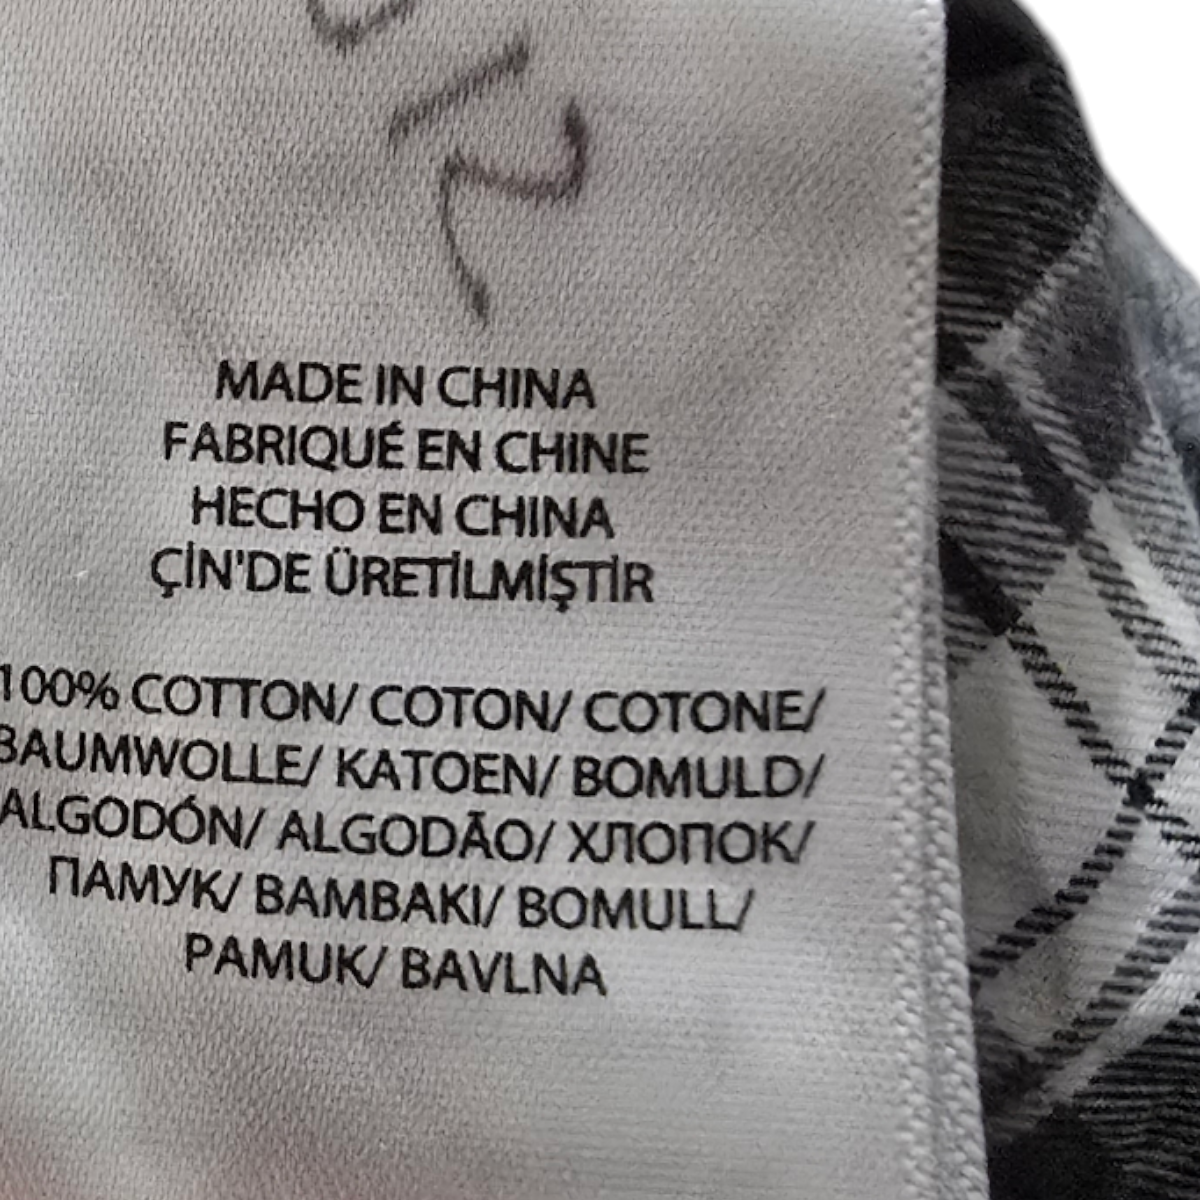 MADE IN CHINA
FABRIQUÉ EN CHINE
HECHO EN CHINA
ÇİN'DE ÜRETİLMİŞTİR
100% COTTON/ COTON/ COTONE/
BAUMWOLLE/ KATOEN/ BOMULD/
ALGODÓN/ ALGODÃO/ ХЛОПОК/
ПАМУК/ BAMBAKI/ BOMULL/
PAMUK/ BAVLNA